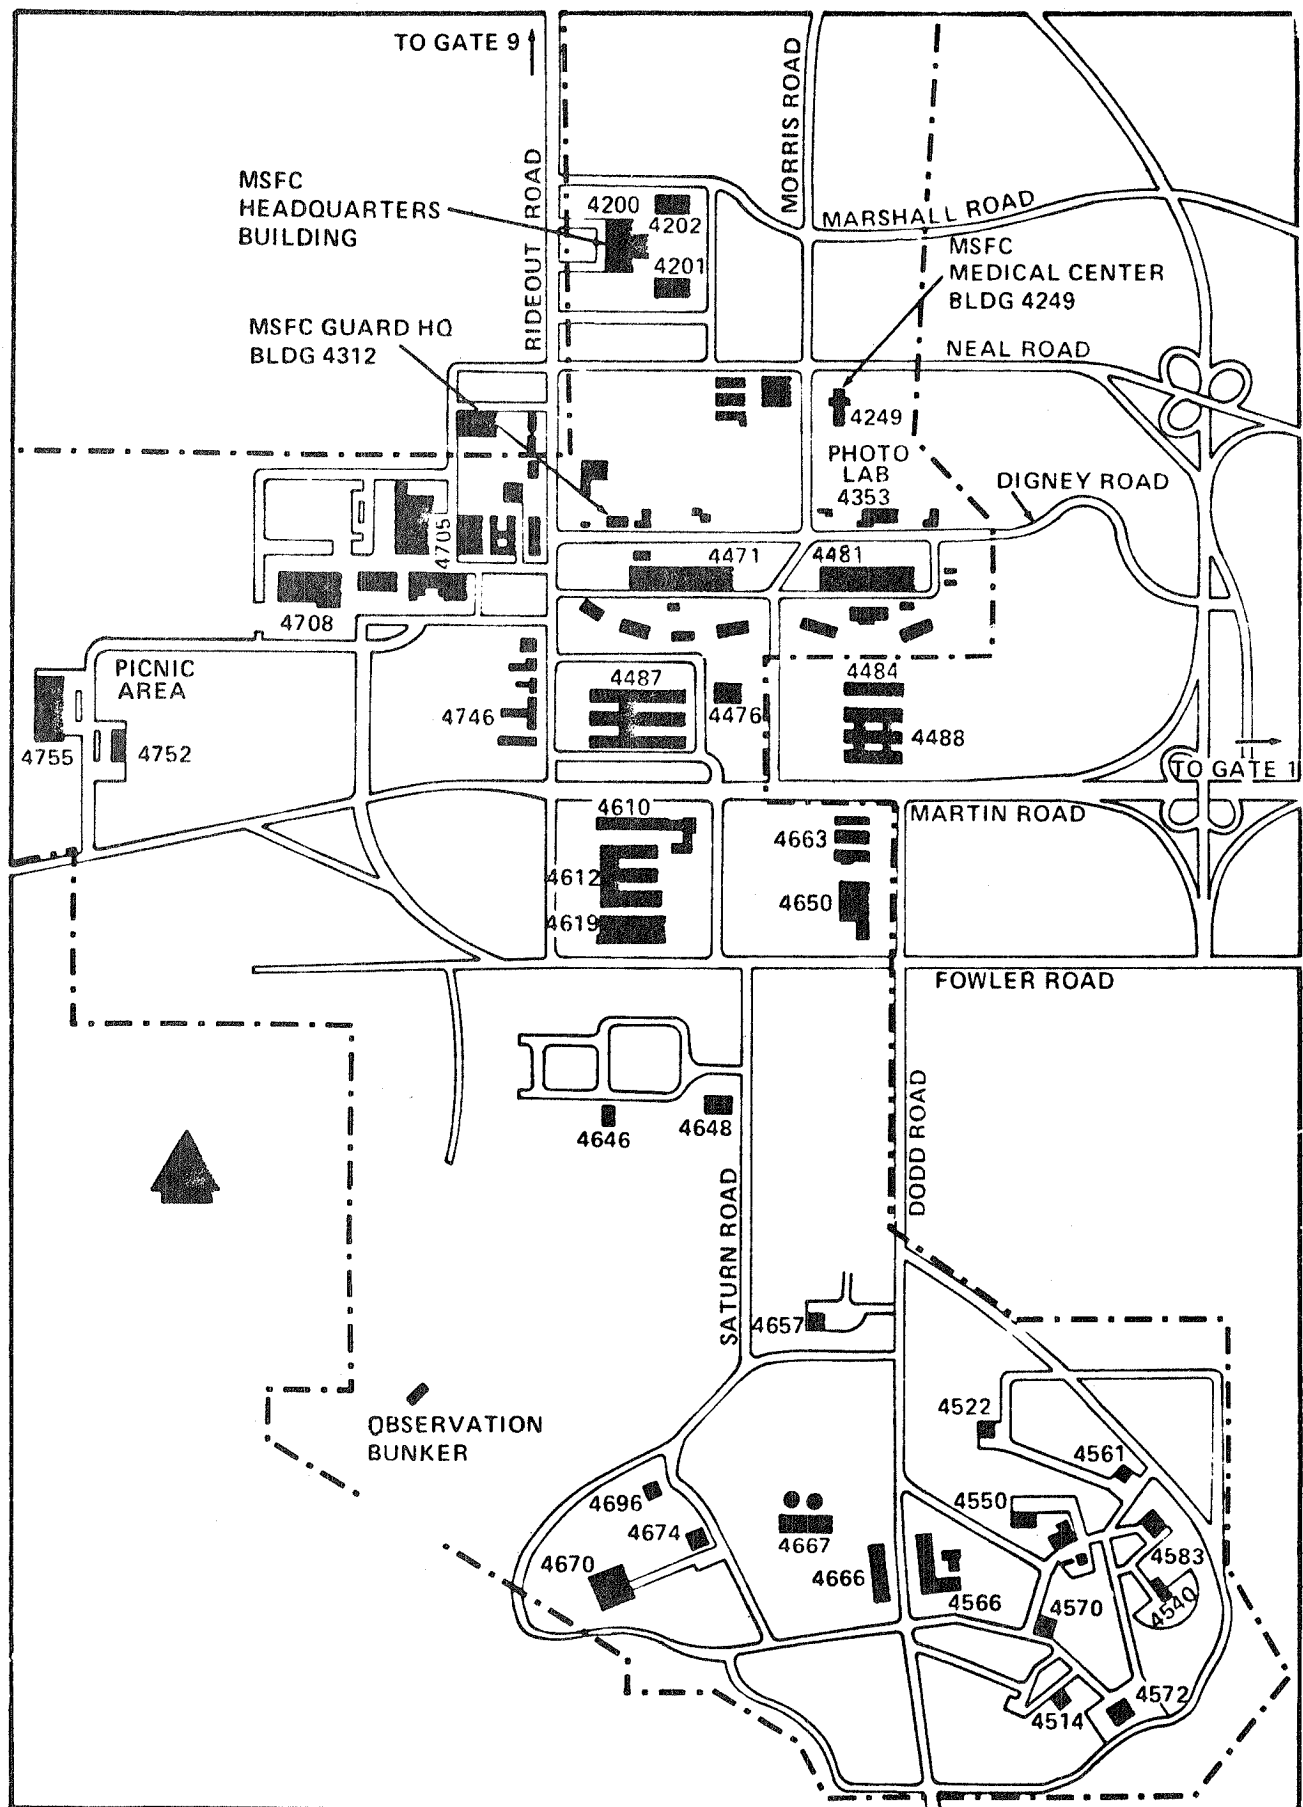 TO GATE 9
RIDEOUT ROAD
MORRIS ROAD
MSFC
HEADQUARTERS
BUILDING
4200
4202
4201
MARSHALL ROAD
MSFC
MEDICAL CENTER
BLDG 4249
MSFC GUARD HQ
BLDG 4312
NEAL ROAD
4249
PHOTO
LAB
4353
DIGNEY ROAD
4705
4471
4481
4708
PICNIC
AREA
4487
4484
4746
4476
4488
4755
4752
TO GATE 1
4610
MARTIN ROAD
4663
4612
4650
4619
FOWLER ROAD
4646
4648
DODD ROAD
SATURN ROAD
4657
OBSERVATION
BUNKER
4522
4561
4696
4550
4674
4667
4583
4670
4666
4566
4570
4540
4572
4514